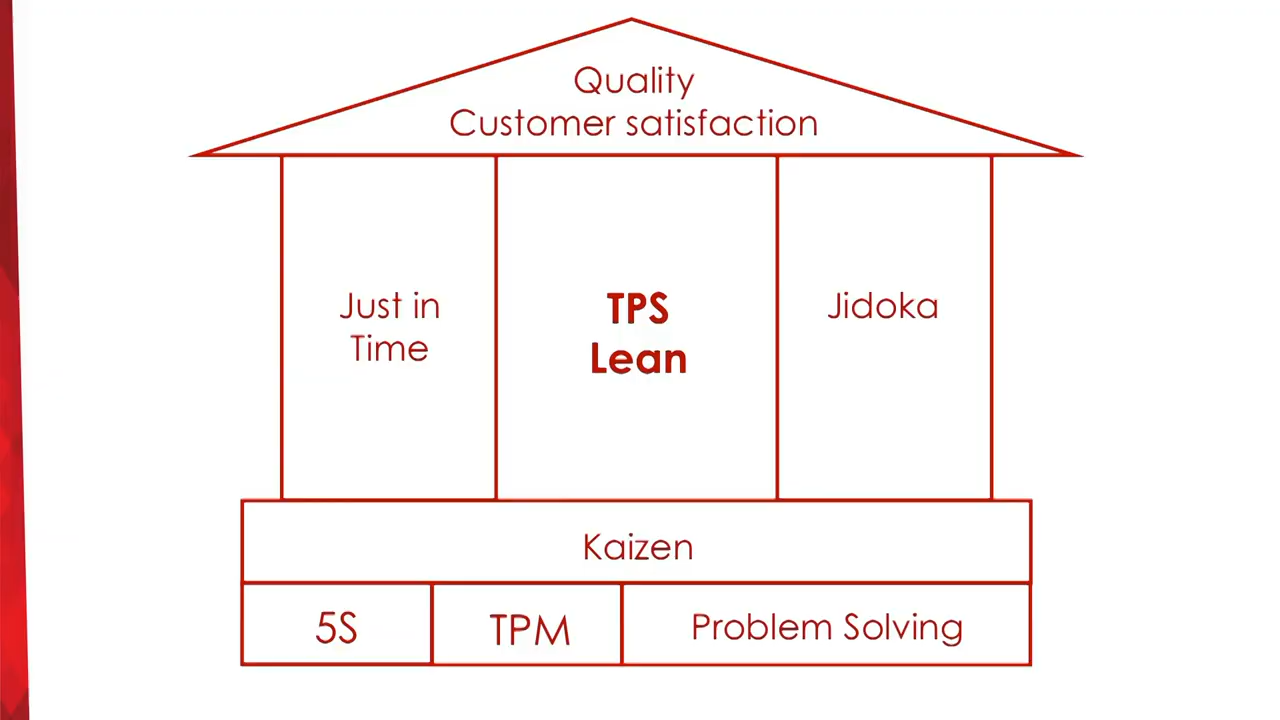 Quality
Customer satisfaction
Just in
Time
TPS
Lean
Jidoka
Kaizen
5S
TPM
Problem Solving